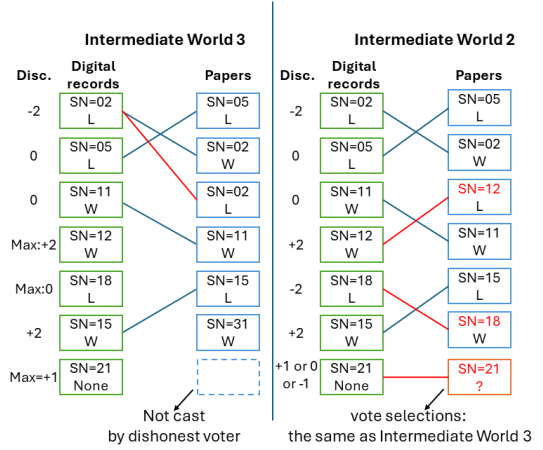 Intermediate World 3
Disc.
Digital
records
Papers
-2
SN=02
L
SN=05
L
0
SN=05
L
SN=02
W
0
SN=11
W
SN=02
L
Max:+2
SN=12
W
SN=11
W
Max:0
SN=18
L
SN=15
L
+2
SN=15
W
SN=31
W
Max=+1
SN=21
None
Not cast
by dishonest voter
Intermediate World 2
Disc.
Digital
records
Papers
-2
SN=02
L
SN=05
L
0
SN=05
L
SN=02
W
0
SN=11
W
SN=12
L
+2
SN=12
W
SN=11
W
-2
SN=18
L
SN=15
L
+2
SN=15
W
SN=18
W
+1 or 0
or -1
SN=21
None
SN=21
?
vote selections:
the same as Intermediate World 3